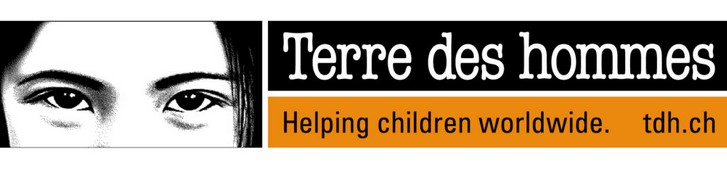 Terre des hommes
Helping children worldwide. tdh.ch